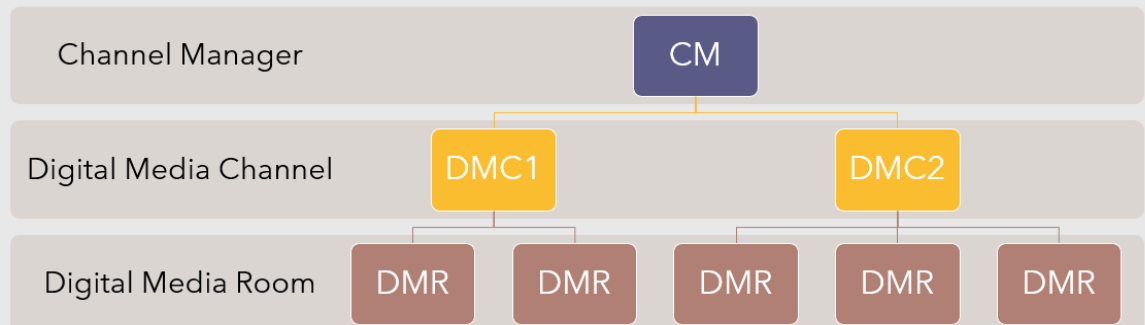 Channel Manager
CM
Digital Media Channel
DMC1
DMC2
Digital Media Room
DMR
DMR
DMR
DMR
DMR